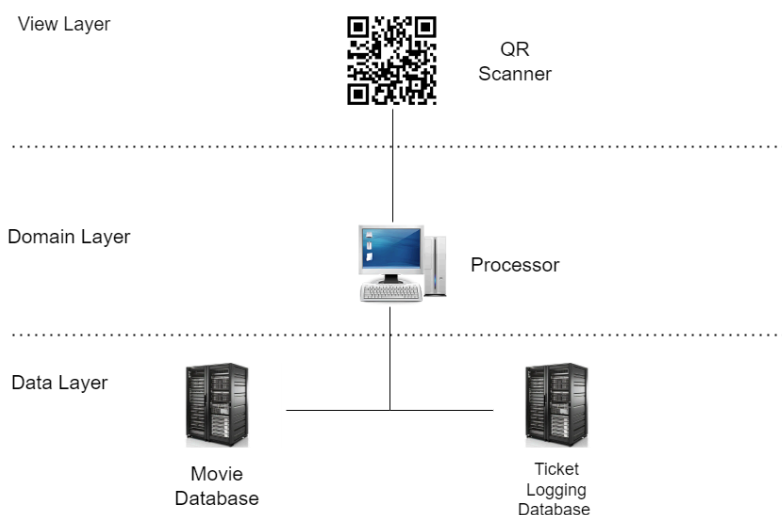 View Layer
QR
Scanner
Domain Layer
Processor
Data Layer
Movie
Database
Ticket
Logging
Database